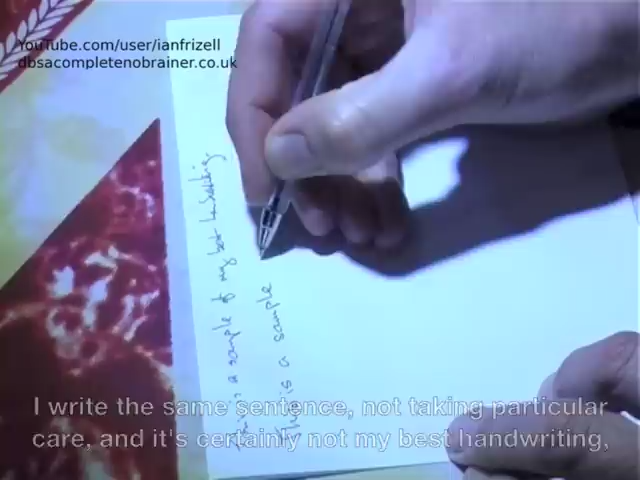 YouTube.com/user/ianfrizell
dbsacompletenobrainer.co.uk
This is a sample of my best handwriting.
This is a sample
I write the same sentence, not taking particular
care, and it's certainly not my best handwriting,